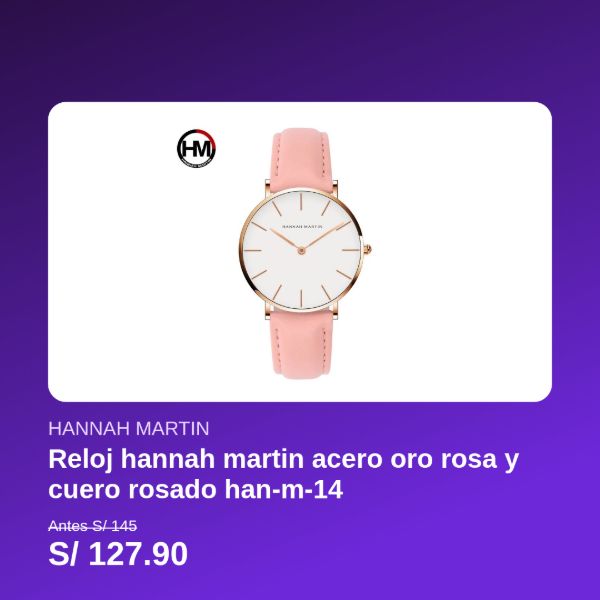 HM
HANNAH MARTIN
HANNAH MARTIN
Reloj hannah martin acero oro rosa y
cuero rosado han-m-14
Antes S/ 145
S/ 127.90